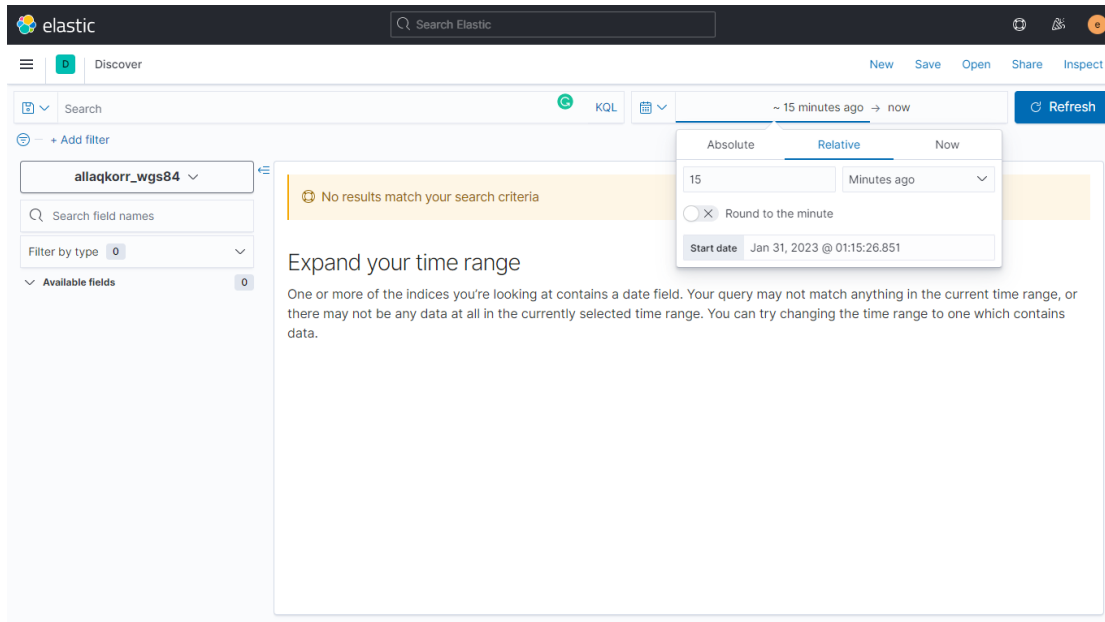 elastic
Search Elastic
e
D
Discover
New Save Open Share Inspect
Search
G
KQL
~ 15 minutes ago → now
Refresh
+ Add filter
Absolute Relative Now
15
Minutes ago
Round to the minute
Start date Jan 31, 2023 @ 01:15:26.851
allaqkorr_wgs84
Search field names
Filter by type 0
Available fields 0
No results match your search criteria
Expand your time range
One or more of the indices you're looking at contains a date field. Your query may not match anything in the current time range, or
there may not be any data at all in the currently selected time range. You can try changing the time range to one which contains
data.